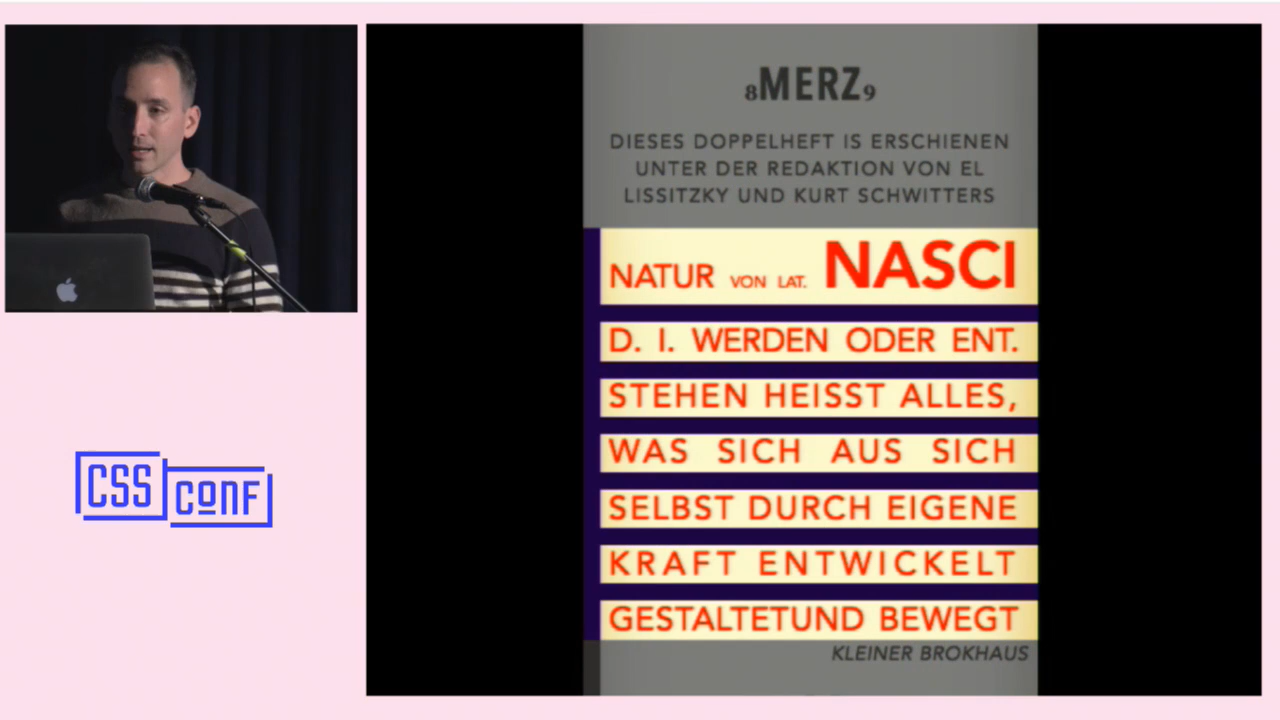 CSS
CONF
8MERZ9
DIESES DOPPELHEFT IS ERSCHIENEN
UNTER DER REDAKTION VON EL
LISSITZKY UND KURT SCHWITTERS
NATUR VON LAT. NASCI
D. I. WERDEN ODER ENT.
STEHEN HEISST ALLES,
WAS SICH AUS SICH
SELBST DURCH EIGENE
KRAFT ENTWICKELT
GESTALTETUND BEWEGT
KLEINER BROKHAUS